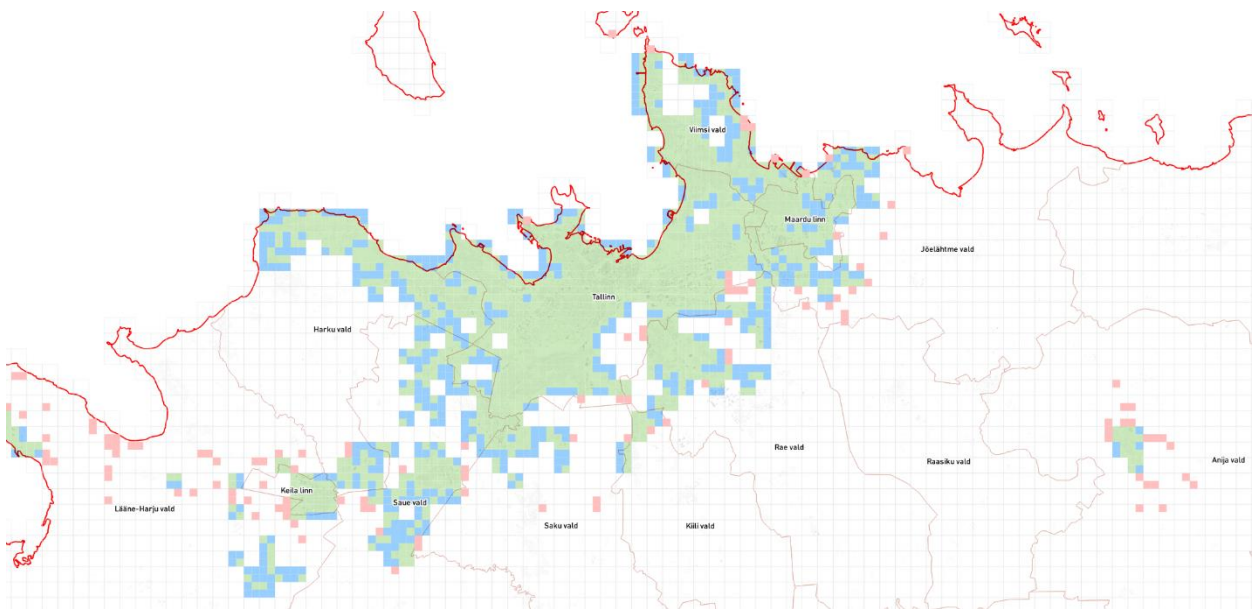 Viimsi vald
Maardu linn
Jõelähtme vald
Tallinn
Harku vald
Rae vald
Raasiku vald
Anija vald
Keila linn
Saue vald
Lääne-Harju vald
Saku vald
Kiili vald